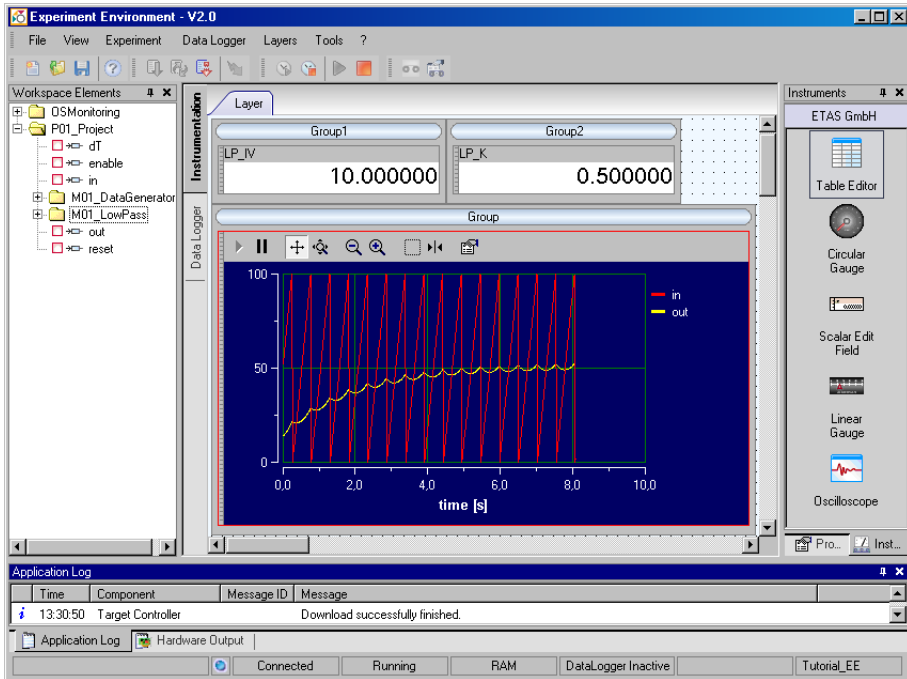 Experiment Environment - V2.0
File View Experiment Data Logger Layers Tools ?
Workspace Elements
OSMonitoring
P01_Project
dT
enable
in
M01_DataGenerator
M01_LowPass
out
reset
Instrumentation
Data Logger
Layer
Group1
LP_IV
10.000000
Group2
LP_K
0.500000
Group
100
50
0
in
out
0,0 2,0 4,0 6,0 8,0 10,0
time [s]
Instruments
ETAS GmbH
Table Editor
Circular
Gauge
Scalar Edit
Field
Linear
Gauge
Oscilloscope
Pro... Inst...
Application Log
Time Component Message ID Message
13:30:50 Target Controller Download successfully finished.
Application Log Hardware Output
Connected Running RAM DataLogger Inactive Tutorial_EE